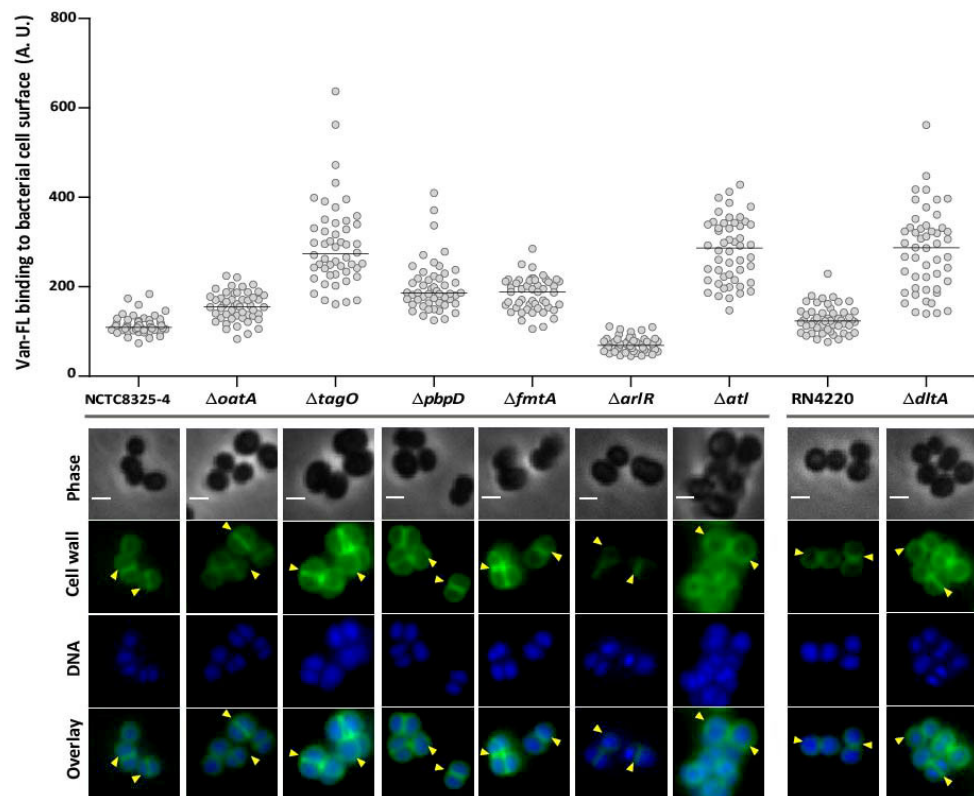 Van-FL binding to bacterial cell surface (A. U.)
800
600
400
200
0
NCTC8325-4 ΔoatA ΔtagO ΔpbpD ΔfmtA ΔarlR Δatl RN4220 ΔdltA
Phase
Cell wall
DNA
Overlay